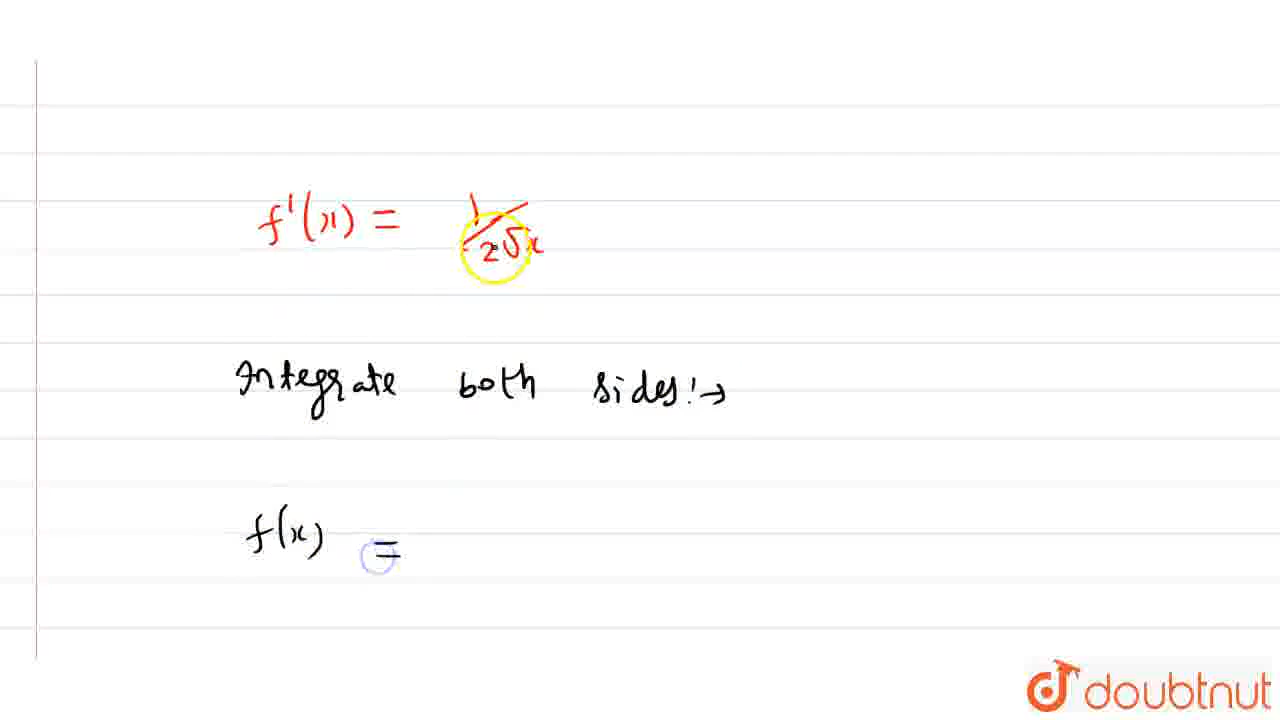 f'(x) = 1/2√x
Integrate both sides:→
f(x) =
doubtnut